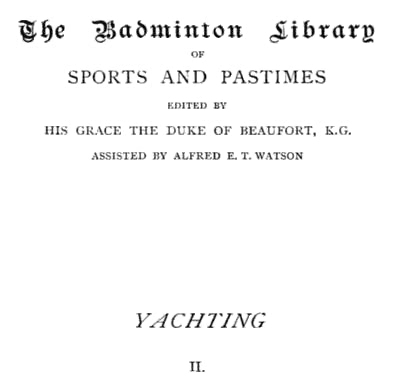 The Badminton Library
OF
SPORTS AND PASTIMES
EDITED BY
HIS GRACE THE DUKE OF BEAUFORT, K.G.
ASSISTED BY ALFRED E. T. WATSON
YACHTING
II.